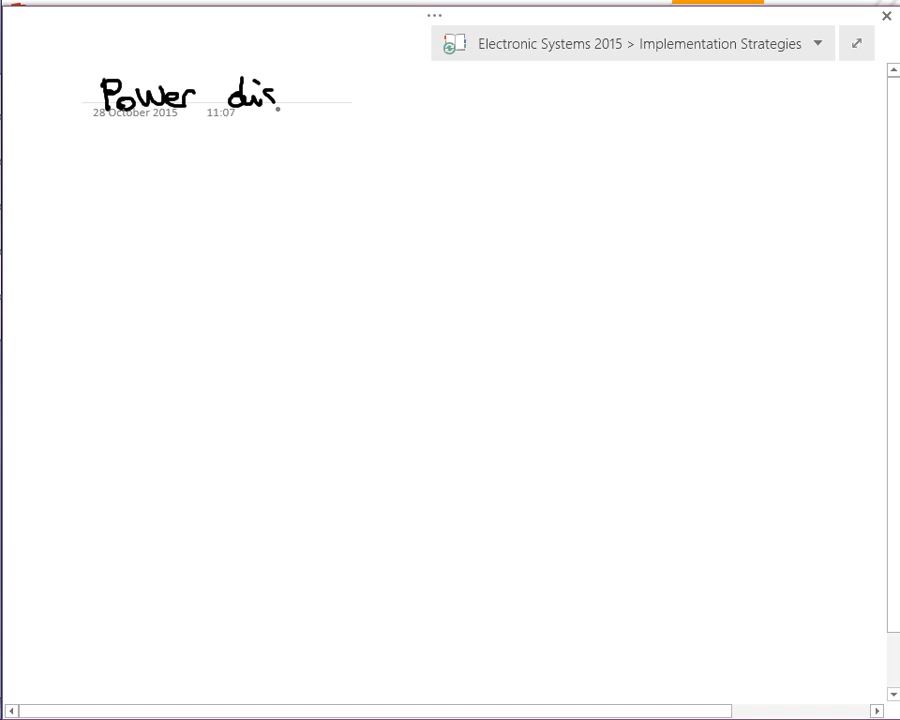 Electronic Systems 2015 > Implementation Strategies
Power dis
28 October 2015 11:07